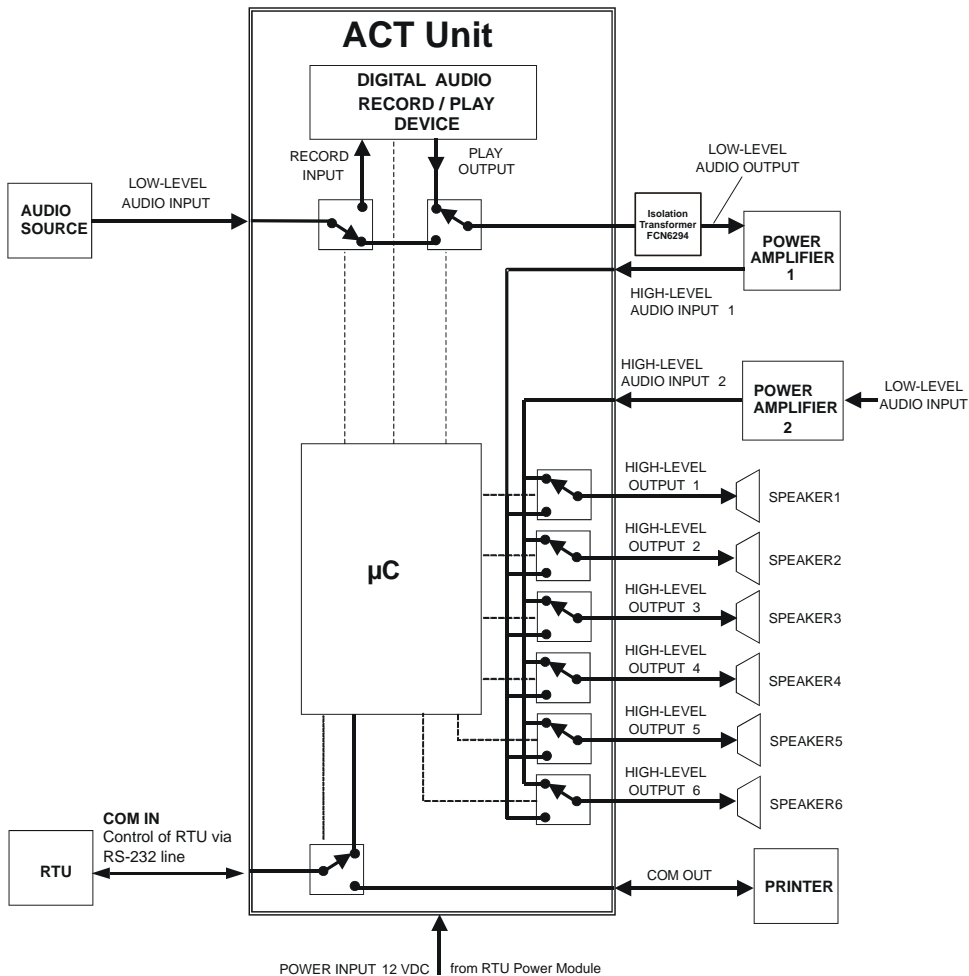 ACT Unit
DIGITAL AUDIO
RECORD / PLAY
DEVICE
RECORD
INPUT
PLAY
OUTPUT
LOW-LEVEL
AUDIO OUTPUT
LOW-LEVEL
AUDIO INPUT
AUDIO
SOURCE
Isolation
Transformer
FCN6294
POWER
AMPLIFIER
1
HIGH-LEVEL
AUDIO INPUT 1
HIGH-LEVEL
AUDIO INPUT 2
POWER
AMPLIFIER
2
LOW-LEVEL
AUDIO INPUT
HIGH-LEVEL
OUTPUT 1
SPEAKER1
HIGH-LEVEL
OUTPUT 2
SPEAKER2
µC
HIGH-LEVEL
OUTPUT 3
SPEAKER3
HIGH-LEVEL
OUTPUT 4
SPEAKER4
HIGH-LEVEL
OUTPUT 5
SPEAKER5
HIGH-LEVEL
OUTPUT 6
SPEAKER6
COM IN
Control of RTU via
RS-232 line
RTU
COM OUT
PRINTER
POWER INPUT 12 VDC
from RTU Power Module